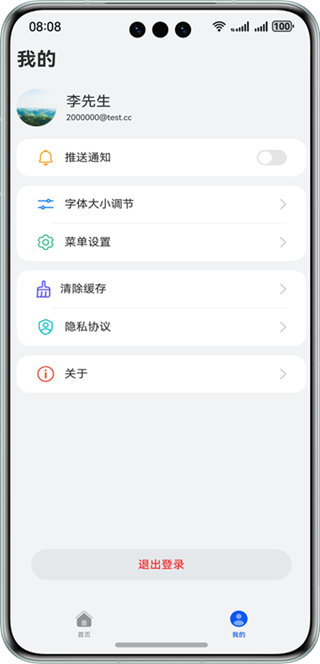 08:08
100
我的
李先生
2000000@test.cc
推送通知
字体大小调节
菜单设置
清除缓存
隐私协议
关于
退出登录
首页
我的